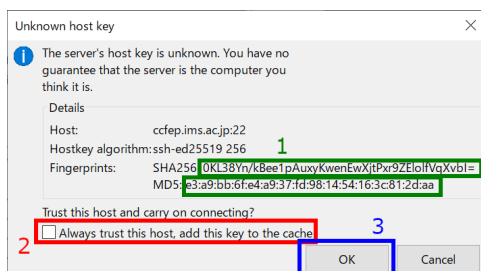 Unknown host key
The server's host key is unknown. You have no
guarantee that the server is the computer you
think it is.
Details
Host: ccfep.ims.ac.jp:22
Hostkey algorithm: ssh-ed25519 256
1
Fingerprints: SHA256: 0KL38Yn/kBee1pAuxyKwenEwXjtPxr9ZEloIfVqXvbI=
MD5: e3:a9:bb:6f:e4:a9:37:fd:98:14:54:16:3c:81:2d:aa
Trust this host and carry on connecting?
Always trust this host, add this key to the cache
2
3
OK Cancel